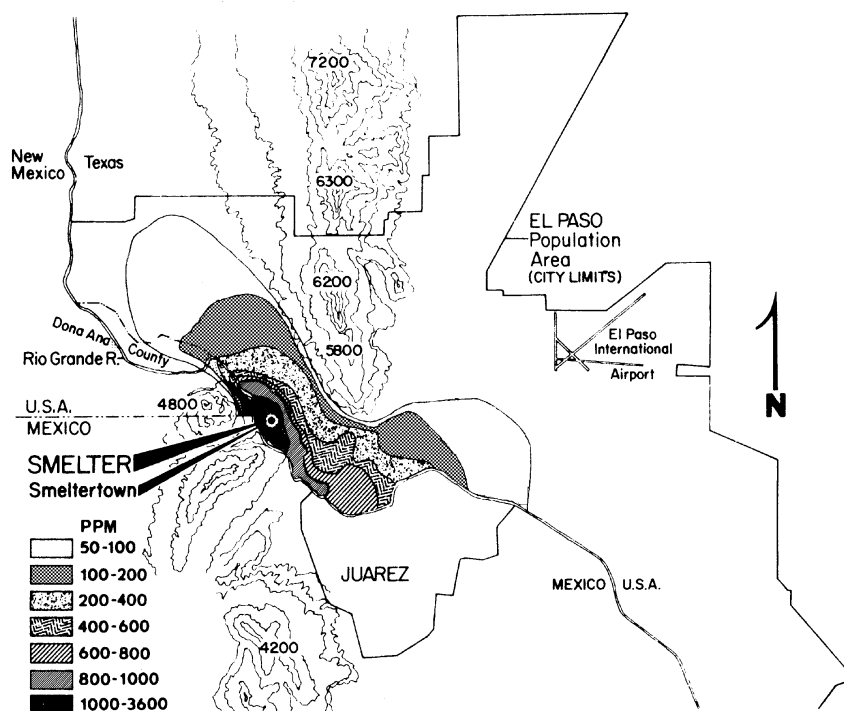 7200
New
Mexico
Texas
6300
EL PASO
Population
Area
(CITY LIMITS)
6200
El Paso
International
Airport
Dona Ana
County
5800
Rio Grande R.
N
4800
U.S.A.
MEXICO
SMELTER
Smeltertown
PPM
50-100
100-200
200-400
400-600
600-800
800-1000
1000-3600
JUAREZ
MEXICO
U.S.A.
4200